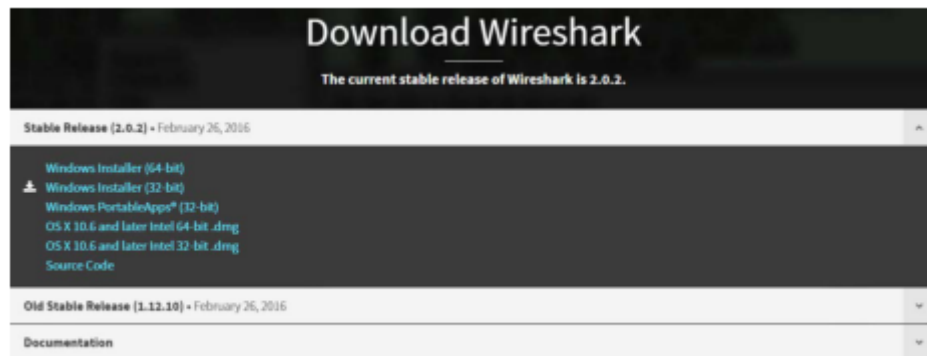 Download Wireshark
The current stable release of Wireshark is 2.0.2.
Stable Release (2.0.2) • February 26, 2016
Windows Installer (64-bit)
Windows Installer (32-bit)
Windows PortableApps® (32-bit)
OS X 10.6 and later Intel 64-bit .dmg
OS X 10.6 and later Intel 32-bit .dmg
Source Code
Old Stable Release (1.12.10) • February 26, 2016
Documentation